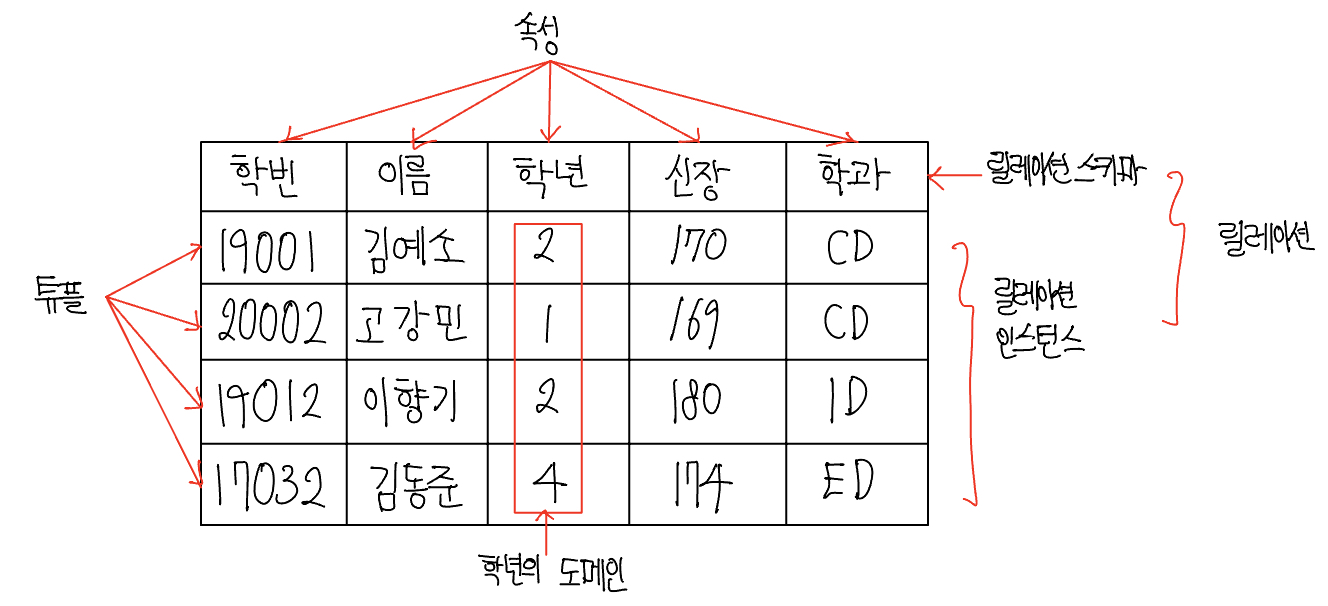 속성
학번 이름 학년 신장 학과
릴레이션 스키마
릴레이션
19001 김예소 2 170 CD
튜플
릴레이션
인스턴스
20002 고강민 1 169 CD
19012 이향기 2 180 ID
17032 김동준 4 174 ED
학년의 도메인